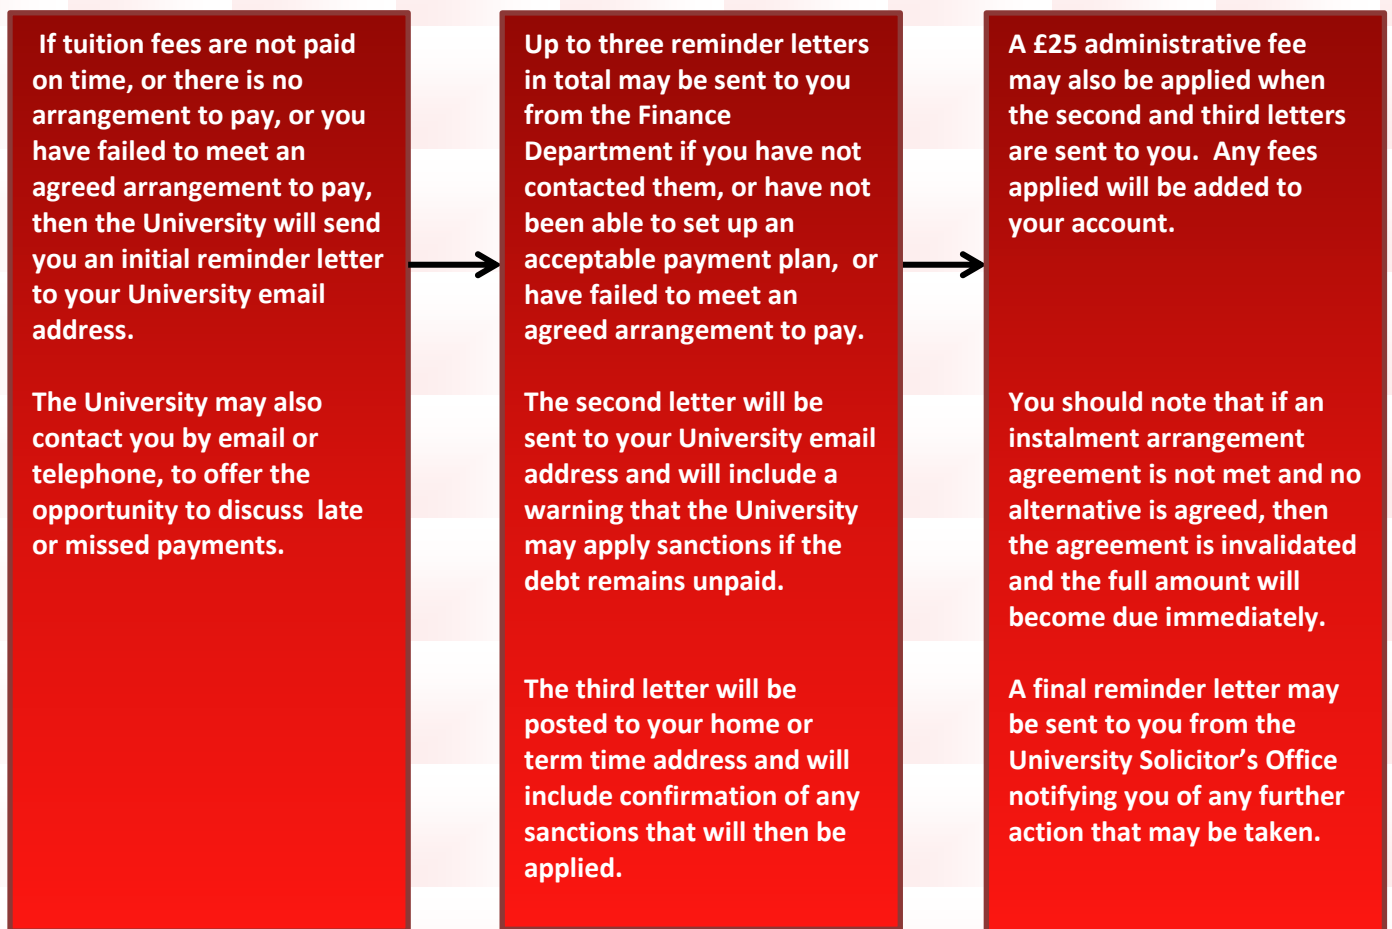 If tuition fees are not paid
on time, or there is no
arrangement to pay, or you
have failed to meet an
agreed arrangement to pay,
then the University will send
you an initial reminder letter
to your University email
address.
The University may also
contact you by email or
telephone, to offer the
opportunity to discuss  late
or missed payments.
Up to three reminder letters
in total may be sent to you
from the Finance
Department if you have not
contacted them, or have not
been able to set up an
acceptable payment plan,  or
have failed to meet an
agreed arrangement to pay.
The second letter will be
sent to your University email
address and will include a
warning that the University
may apply sanctions if the
debt remains unpaid.
The third letter will be
posted to your home or
term time address and will
include confirmation of any
sanctions that will then be
applied.
A £25 administrative fee
may also be applied when
the second and third letters
are sent to you.  Any fees
applied will be added to
your account.
You should note that if an
instalment arrangement
agreement is not met and no
alternative is agreed, then
the agreement is invalidated
and the full amount will
become due immediately.
A final reminder letter may
be sent to you from the
University Solicitor’s Office
notifying you of any further
action that may be taken.